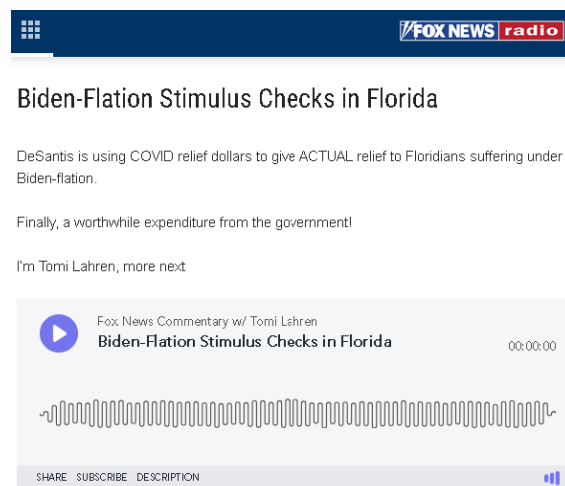 FOX NEWS radio
Biden-Flation Stimulus Checks in Florida
DeSantis is using COVID relief dollars to give ACTUAL relief to Floridians suffering under
Biden-flation.
Finally, a worthwhile expenditure from the government!
I'm Tomi Lahren, more next
Fox News Commentary w/ Tomi Lahren
Biden-Flation Stimulus Checks in Florida
00:00:00
SHARE SUBSCRIBE DESCRIPTION